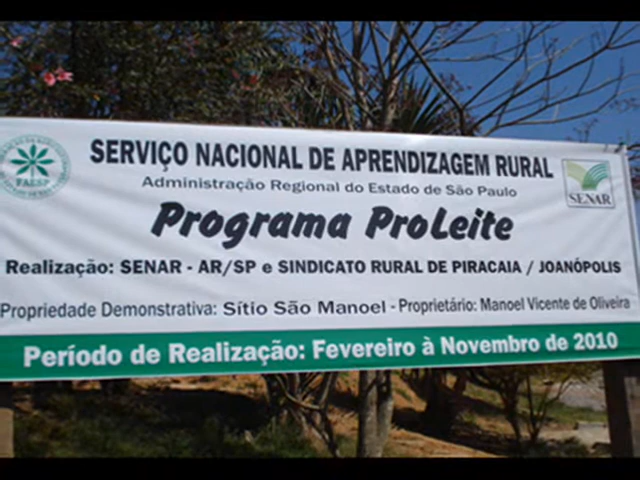 FAESP
SERVIÇO NACIONAL DE APRENDIZAGEM RURAL
SENAR
Administração Regional do Estado de São Paulo
Programa ProLeite
Realização: SENAR - AR/SP e SINDICATO RURAL DE PIRACAIA / JOANÓPOLIS
Propriedade Demonstrativa: Sítio São Manoel - Proprietário: Manoel Vicente de Oliveira
Período de Realização: Fevereiro à Novembro de 2010